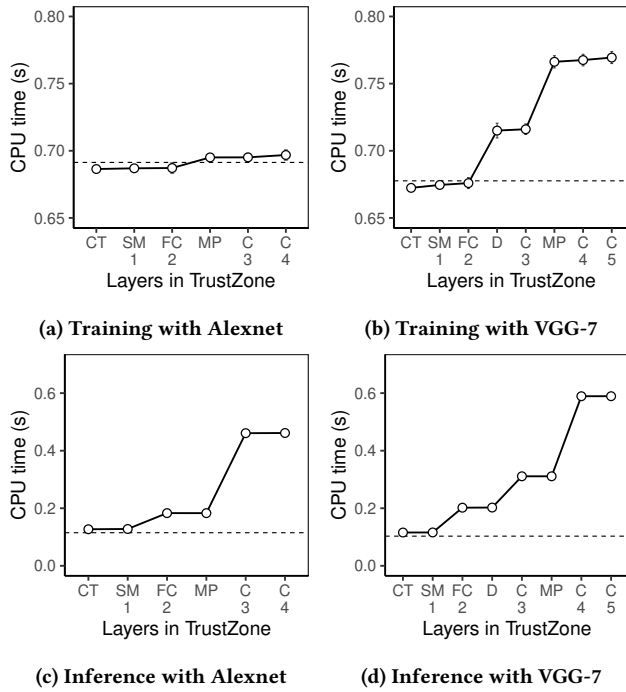 0.80
0.75
0.70
0.65
CPU time (s)
CT SM FC MP C C
1 2 3 4
Layers in TrustZone
(a) Training with Alexnet
0.80
0.75
0.70
0.65
CPU time (s)
CT SM FC D C MP C C
1 2 3 4 5
Layers in TrustZone
(b) Training with VGG-7
0.6
0.4
0.2
0.0
CPU time (s)
CT SM FC MP C C
1 2 3 4
Layers in TrustZone
(c) Inference with Alexnet
0.6
0.4
0.2
0.0
CPU time (s)
CT SM FC D C MP C C
1 2 3 4 5
Layers in TrustZone
(d) Inference with VGG-7